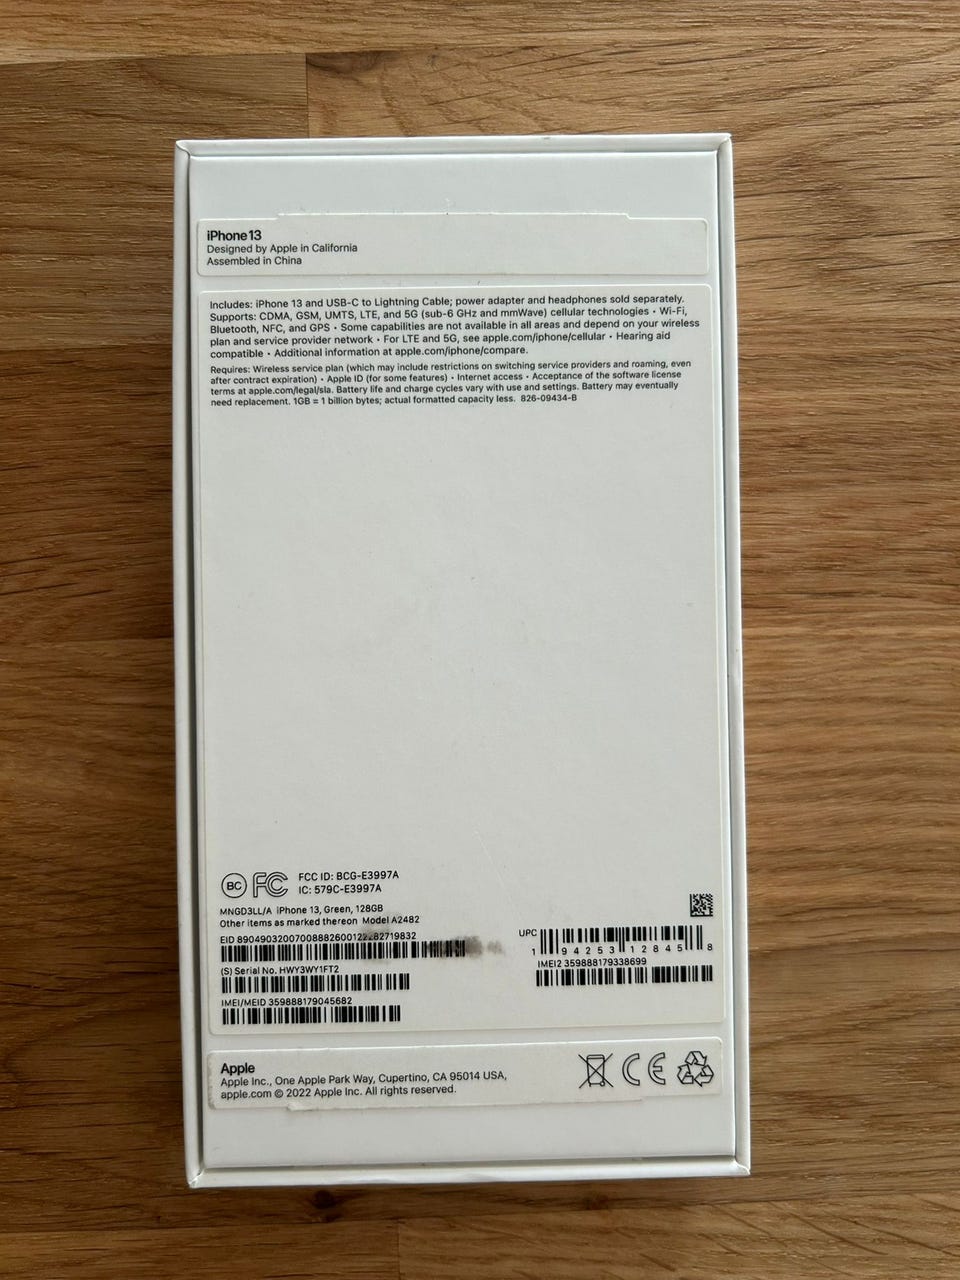 iPhone 13
Designed by Apple in California
Assembled in China
Includes: iPhone 13 and USB-C to Lightning Cable; power adapter and headphones sold separately.
Supports: CDMA, GSM, UMTS, LTE, and 5G (sub-6 GHz and mmWave) cellular technologies • Wi-Fi,
Bluetooth, NFC, and GPS • Some capabilities are not available in all areas and depend on your wireless
plan and service provider network • For LTE and 5G, see apple.com/iphone/cellular • Hearing aid
compatible • Additional information at apple.com/iphone/compare.
Requires: Wireless service plan (which may include restrictions on switching service providers and roaming, even
after contract expiration) • Apple ID (for some features) • Internet access • Acceptance of the software license
terms at apple.com/legal/sla. Battery life and charge cycles vary with use and settings. Battery may eventually
need replacement. 1GB = 1 billion bytes; actual formatted capacity less. 826-09434-B
BC FC FCC ID: BCG-E3997A
IC: 579C-E3997A
MNGD3LL/A iPhone 13, Green, 128GB
Other items as marked thereon Model A2482
EID 89049032007008882600122282719832
(S) Serial No. HWY3WY1FT2
IMEI/MEID 359888179045682
UPC
1 94253 12845 8
IMEI2 359888179338699
Apple
Apple Inc., One Apple Park Way, Cupertino, CA 95014 USA,
apple.com © 2022 Apple Inc. All rights reserved.
CE